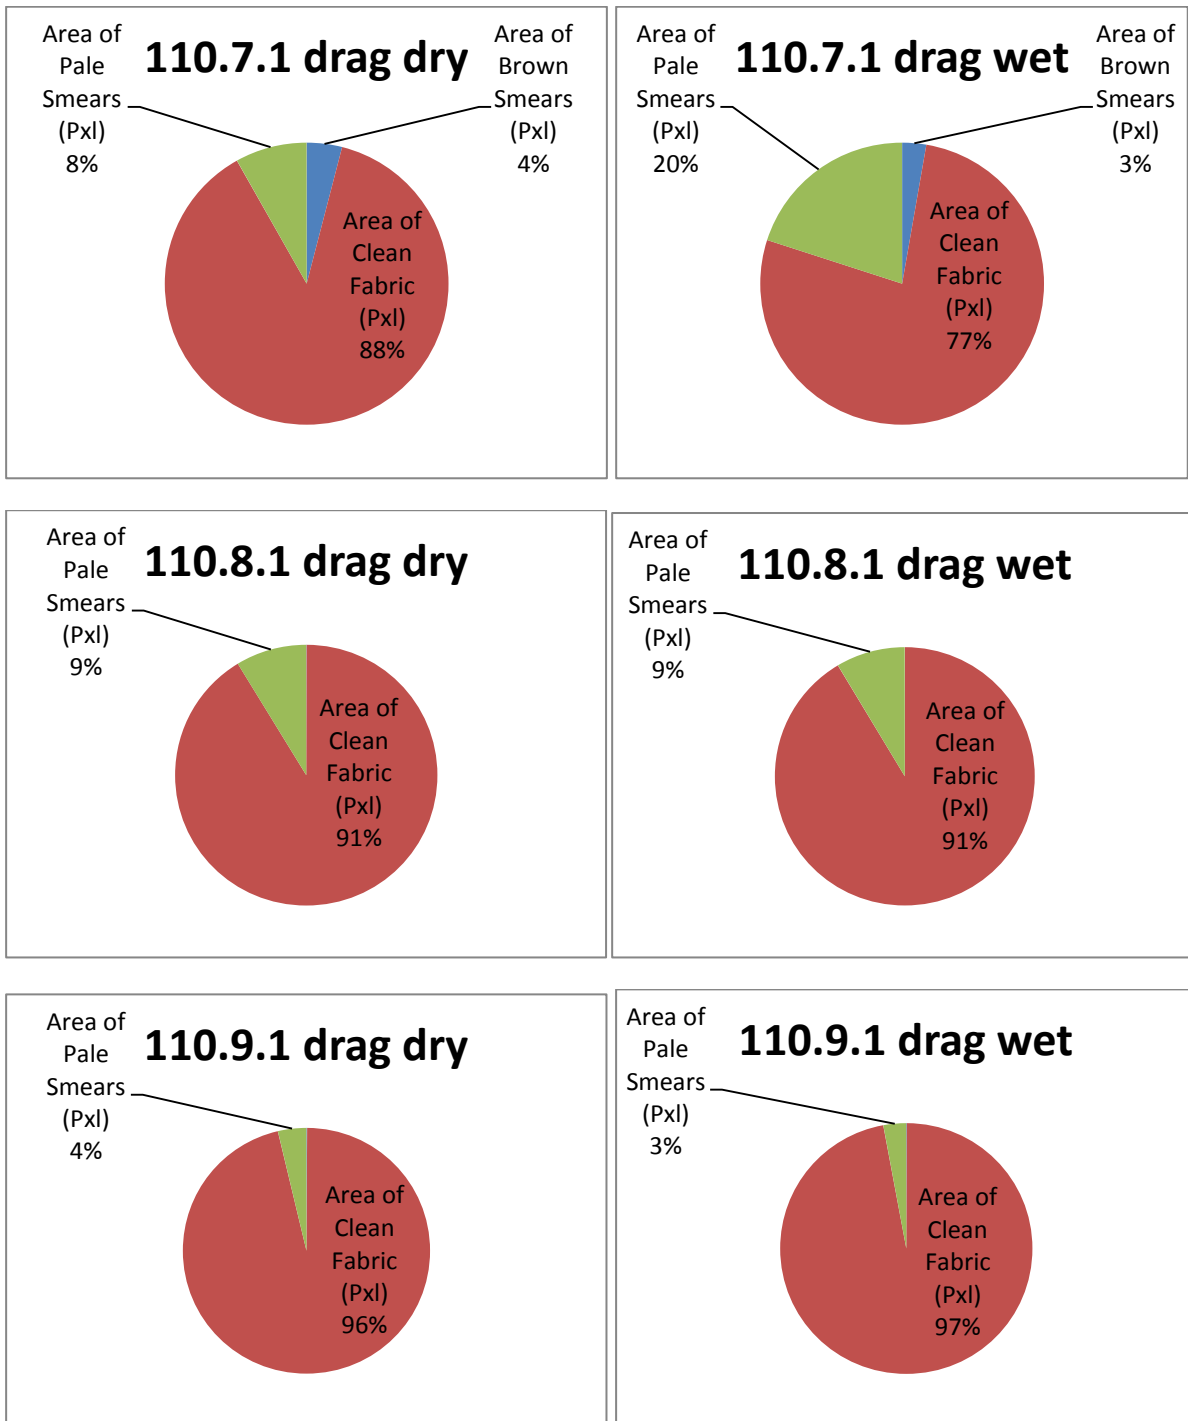 110.7.1 drag dry
Area of
Pale
Smears
(Pxl)
8%
Area of
Brown
Smears
(Pxl)
4%
Area of
Clean
Fabric
(Pxl)
88%
110.7.1 drag wet
Area of
Pale
Smears
(Pxl)
20%
Area of
Brown
Smears
(Pxl)
3%
Area of
Clean
Fabric
(Pxl)
77%
110.8.1 drag dry
Area of
Pale
Smears
(Pxl)
9%
Area of
Clean
Fabric
(Pxl)
91%
110.8.1 drag wet
Area of
Pale
Smears
(Pxl)
9%
Area of
Clean
Fabric
(Pxl)
91%
110.9.1 drag dry
Area of
Pale
Smears
(Pxl)
4%
Area of
Clean
Fabric
(Pxl)
96%
110.9.1 drag wet
Area of
Pale
Smears
(Pxl)
3%
Area of
Clean
Fabric
(Pxl)
97%